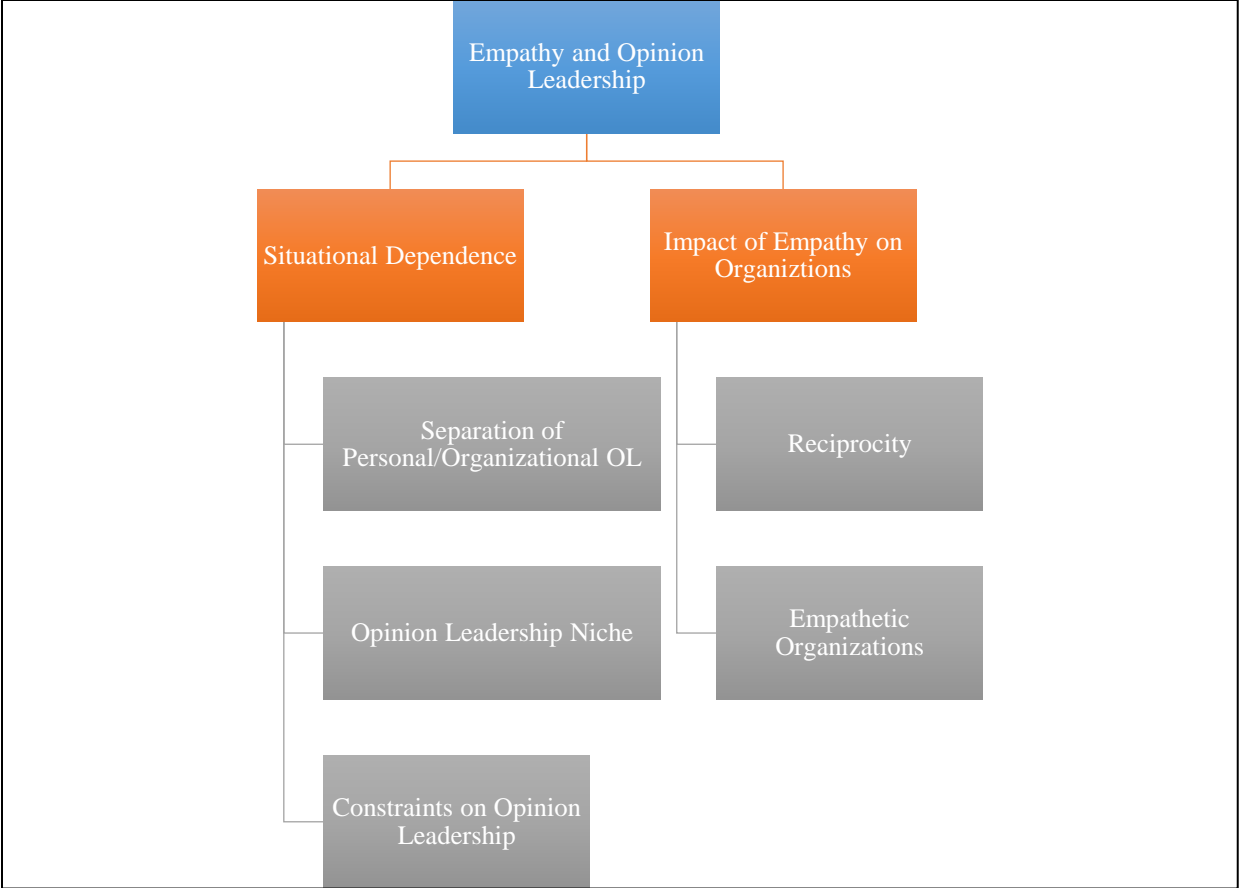 Empathy and Opinion
Leadership
Situational Dependence
Impact of Empathy on
Organiztions
Separation of
Personal/Organizational OL
Reciprocity
Opinion Leadership Niche
Empathetic
Organizations
Constraints on Opinion
Leadership